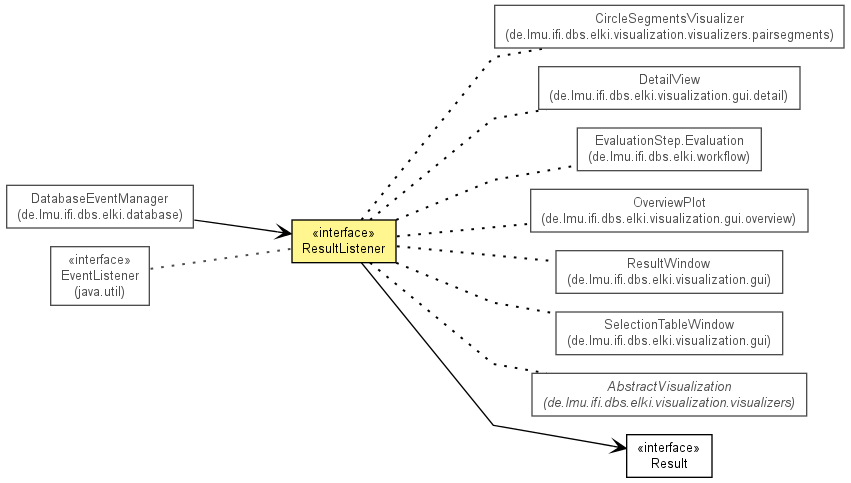 CircleSegmentsVisualizer
(de.lmu.ifi.dbs.elki.visualization.visualizers.pairsegments)
DetailView
(de.lmu.ifi.dbs.elki.visualization.gui.detail)
EvaluationStep.Evaluation
(de.lmu.ifi.dbs.elki.workflow)
DatabaseEventManager
(de.lmu.ifi.dbs.elki.database)
OverviewPlot
(de.lmu.ifi.dbs.elki.visualization.gui.overview)
«interface»
ResultListener
«interface»
EventListener
(java.util)
ResultWindow
(de.lmu.ifi.dbs.elki.visualization.gui)
SelectionTableWindow
(de.lmu.ifi.dbs.elki.visualization.gui)
AbstractVisualization
(de.lmu.ifi.dbs.elki.visualization.visualizers)
«interface»
Result